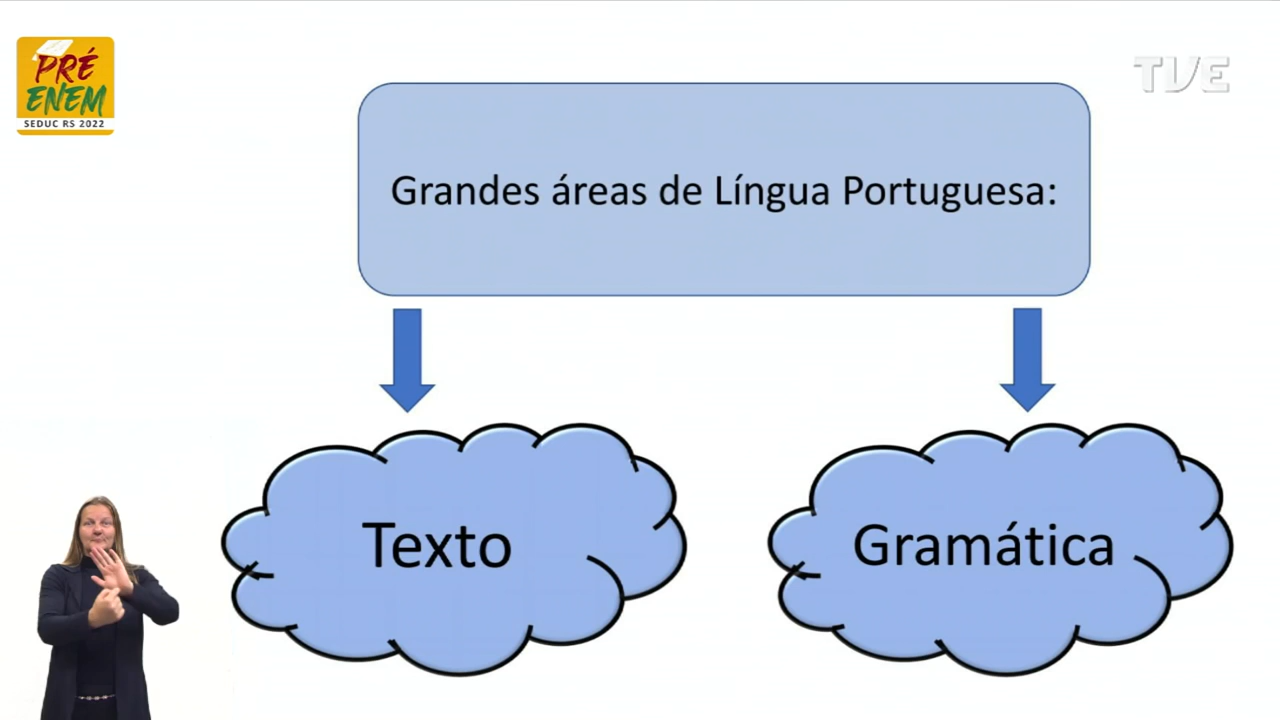 PRÉ
ENEM
SEDUC RS 2022
TVE
Grandes áreas de Língua Portuguesa:
Texto
Gramática